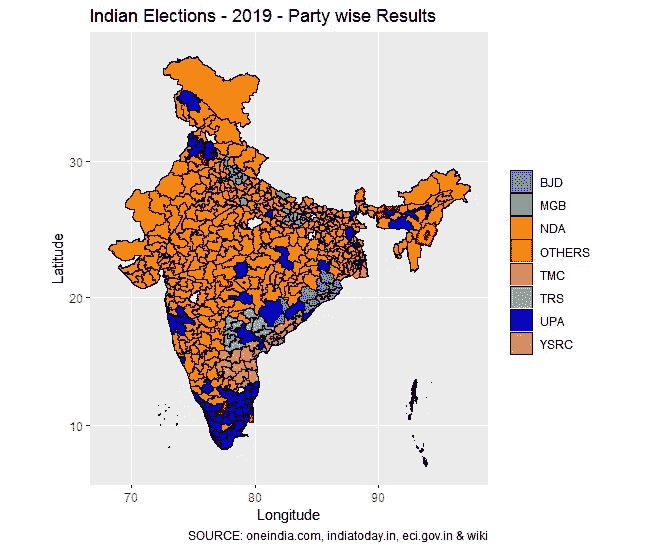 Indian Elections - 2019 - Party wise Results
30
20
10
Latitude
70
80
90
Longitude
BJD
MGB
NDA
OTHERS
TMC
TRS
UPA
YSRC
SOURCE: oneindia.com, indiatoday.in, eci.gov.in & wiki